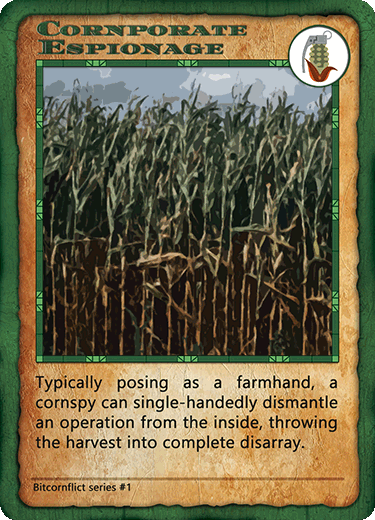 Cornporate
Espionage
Typically posing as a farmhand, a
cornspy can single-handedly dismantle
an operation from the inside, throwing
the harvest into complete disarray.
Bitcornflict series #1